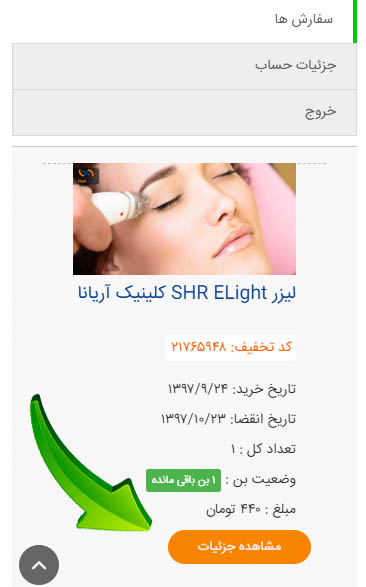 سفارش ها
جزئیات حساب
خروج
لیزر SHR ELight کلینیک آریانا
کد تخفیف: ۲۱۷۶۵۹۴۸
تاریخ خرید: ۱۳۹۷/۹/۲۴
تاریخ انقضا: ۱۳۹۷/۱۰/۲۳
تعداد کل : ۱
وضعیت بن : ۱ بن باقی مانده
مبلغ : ۴۴۰ تومان
مشاهده جزئیات